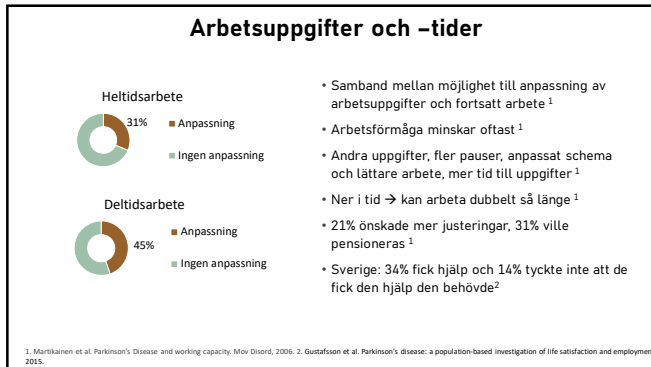 Arbetsuppgifter och –tider
Heltidsarbete
31%
Anpassning
Ingen anpassning
Deltidsarbete
45%
Anpassning
Ingen anpassning
• Samband mellan möjlighet till anpassning av
arbetsuppgifter och fortsatt arbete 1
• Arbetsförmåga minskar oftast 1
• Andra uppgifter, fler pauser, anpassat schema
och lättare arbete, mer tid till uppgifter 1
• Ner i tid → kan arbeta dubbelt så länge 1
• 21% önskade mer justeringar, 31% ville
pensioneras 1
• Sverige: 34% fick hjälp och 14% tyckte inte att de
fick den hjälp den behövde2
1. Martikainen et al. Parkinson's Disease and working capacity. Mov Disord, 2006. 2. Gustafsson et al. Parkinson's disease: a population-based investigation of life satisfaction and employmen
2015.